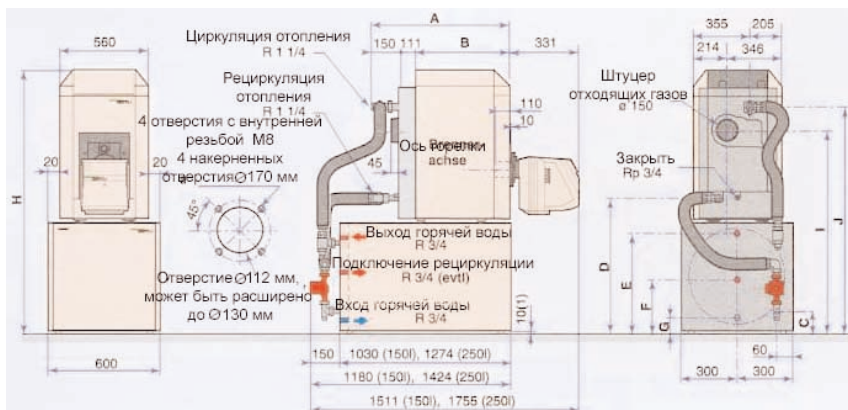 A
560
Циркуляция отопления
R 1 1/4
150 111
B
331
355 205
214 346
Рециркуляция
отопления
R 1 1/4
Штуцер
отходящих газов
ø 150
110
10
4 отверстия с внутренней
резьбой М8
4 накерненных
отверстия Ø170 мм
20
20
45
Ось горелки
Brenner-
achse
Закрыть
Rp 3/4
H
45°
J
I
D
E
F
G
C
Выход горячей воды
R 3/4
Подключение рециркуляции
R 3/4 (evtl)
Вход горячей воды
R 3/4
Отверстие Ø112 мм,
может быть расширено
до Ø130 мм
10(1)
60
600
150
1030 (150l), 1274 (250l)
1180 (150l), 1424 (250l)
1511 (150l), 1755 (250l)
300 300